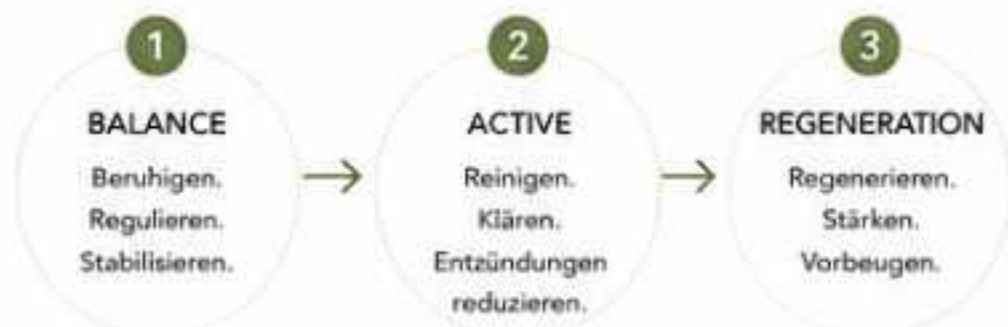 1
BALANCE
Beruhigen.
Regulieren.
Stabilisieren.
2
ACTIVE
Reinigen.
Klären.
Entzündungen
reduzieren.
3
REGENERATION
Regenerieren.
Stärken.
Vorbeugen.